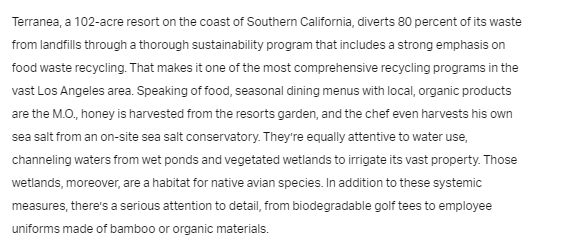 Terranea, a 102-acre resort on the coast of Southern California, diverts 80 percent of its waste
from landfills through a thorough sustainability program that includes a strong emphasis on
food waste recycling. That makes it one of the most comprehensive recycling programs in the
vast Los Angeles area. Speaking of food, seasonal dining menus with local, organic products
are the M.O., honey is harvested from the resorts garden, and the chef even harvests his own
sea salt from an on-site sea salt conservatory. They're equally attentive to water use,
channeling waters from wet ponds and vegetated wetlands to irrigate its vast property. Those
wetlands, moreover, are a habitat for native avian species. In addition to these systemic
measures, there's a serious attention to detail, from biodegradable golf tees to employee
uniforms made of bamboo or organic materials.